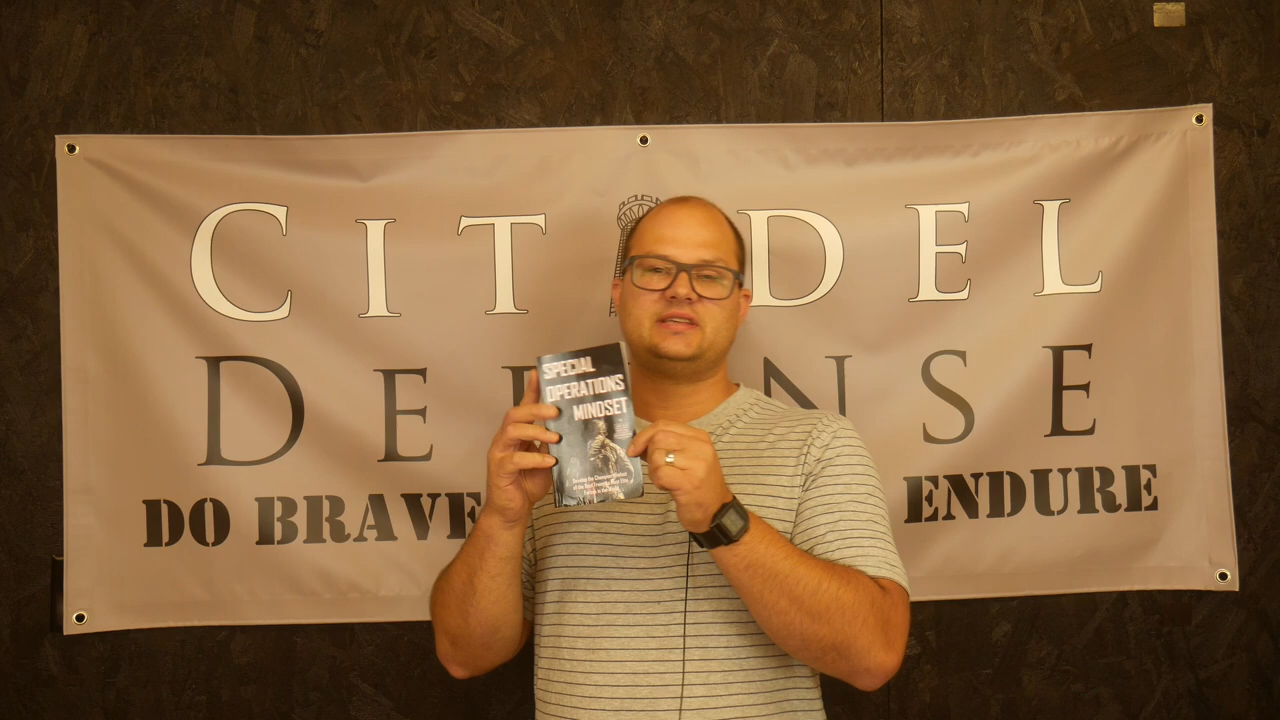 CIT DEL
DE NSE
DO BRAVE ENDURE
SPECIAL
OPERATIONS
MINDSET